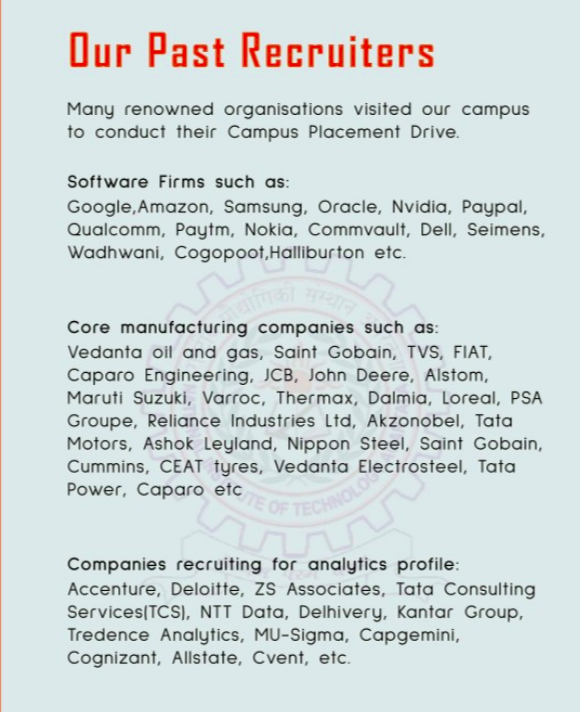 Our Past Recruiters
Many renowned organisations visited our campus
to conduct their Campus Placement Drive.
Software Firms such as:
Google,Amazon, Samsung, Oracle, Nvidia, Paypal,
Qualcomm, Paytm, Nokia, Commvault, Dell, Seimens,
Wadhwani, Cogopoot,Halliburton etc.
Core manufacturing companies such as:
Vedanta oil and gas, Saint Gobain, TVS, FIAT,
Caparo Engineering, JCB, John Deere, Alstom,
Maruti Suzuki, Varroc, Thermax, Dalmia, Loreal, PSA
Groupe, Reliance Industries Ltd, Akzonobel, Tata
Motors, Ashok Leyland, Nippon Steel, Saint Gobain,
Cummins, CEAT tyres, Vedanta Electrosteel, Tata
Power, Caparo etc
Companies recruiting for analytics profile:
Accenture, Deloitte, ZS Associates, Tata Consulting
Services(TCS), NTT Data, Delhivery, Kantar Group,
Tredence Analytics, MU-Sigma, Capgemini,
Cognizant, Allstate, Cvent, etc.
OF TECHNOLOGY